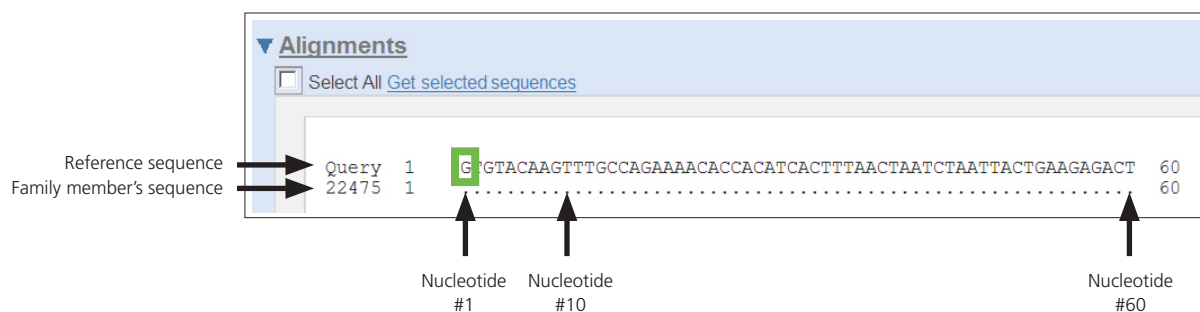 Alignments
Select All Get selected sequences
Reference sequence Query 1 GTGTACAAGTTTGCCAGAAAACACCACATCACTTTAACTAATCTAATTACTGAAGAGACT 60
Family member’s sequence 22475 1 ............................................................ 60
Nucleotide Nucleotide Nucleotide
#1 #10 #60